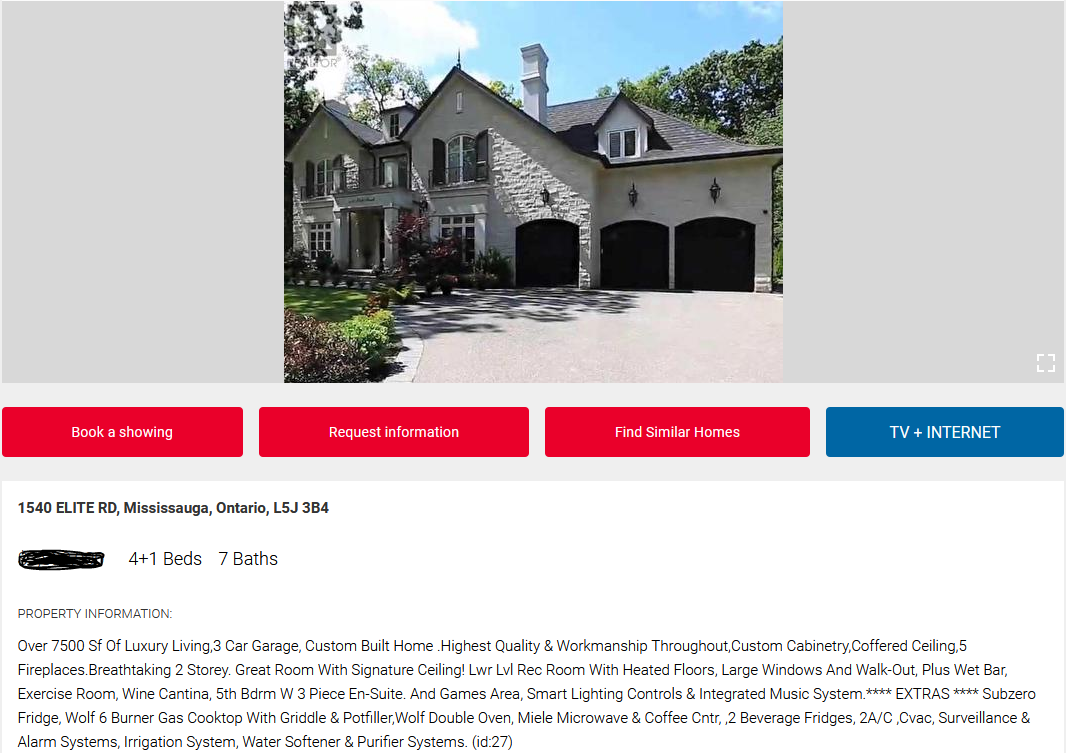 REALTOR
Book a showing
Request information
Find Similar Homes
TV + INTERNET
1540 ELITE RD, Mississauga, Ontario, L5J 3B4
4+1 Beds 7 Baths
PROPERTY INFORMATION:
Over 7500 Sf Of Luxury Living,3 Car Garage, Custom Built Home .Highest Quality & Workmanship Throughout,Custom Cabinetry,Coffered Ceiling,5
Fireplaces.Breathtaking 2 Storey. Great Room With Signature Ceiling! Lwr Lvl Rec Room With Heated Floors, Large Windows And Walk-Out, Plus Wet Bar,
Exercise Room, Wine Cantina, 5th Bdrm W 3 Piece En-Suite. And Games Area, Smart Lighting Controls & Integrated Music System.**** EXTRAS **** Subzero
Fridge, Wolf 6 Burner Gas Cooktop With Griddle & Potfiller,Wolf Double Oven, Miele Microwave & Coffee Cntr, ,2 Beverage Fridges, 2A/C ,Cvac, Surveillance &
Alarm Systems, Irrigation System, Water Softener & Purifier Systems. (id:27)